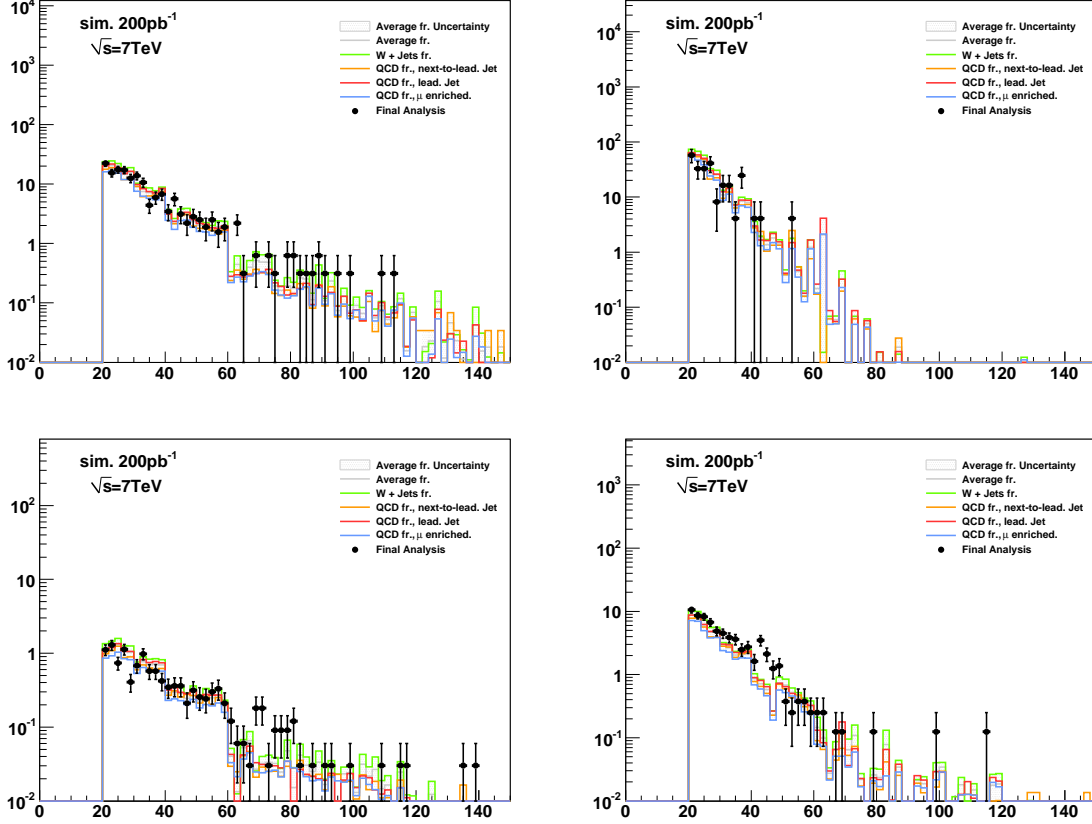 10⁴
10³
10²
10
1
10⁻¹
10⁻²
0 20 40 60 80 100 120 140
sim. 200pb⁻¹
√s=7TeV
Average fr. Uncertainty
Average fr.
W + Jets fr.
QCD fr., next-to-lead. Jet
QCD fr., lead. Jet
QCD fr., μ enriched.
Final Analysis
10⁴
10³
10²
10
1
10⁻¹
10⁻²
0 20 40 60 80 100 120 140
sim. 200pb⁻¹
√s=7TeV
Average fr. Uncertainty
Average fr.
W + Jets fr.
QCD fr., next-to-lead. Jet
QCD fr., lead. Jet
QCD fr., μ enriched.
Final Analysis
10²
10
1
10⁻¹
10⁻²
0 20 40 60 80 100 120 140
sim. 200pb⁻¹
√s=7TeV
Average fr. Uncertainty
Average fr.
W + Jets fr.
QCD fr., next-to-lead. Jet
QCD fr., lead. Jet
QCD fr., μ enriched.
Final Analysis
10³
10²
10
1
10⁻¹
10⁻²
0 20 40 60 80 100 120 140
sim. 200pb⁻¹
√s=7TeV
Average fr. Uncertainty
Average fr.
W + Jets fr.
QCD fr., next-to-lead. Jet
QCD fr., lead. Jet
QCD fr., μ enriched.
Final Analysis